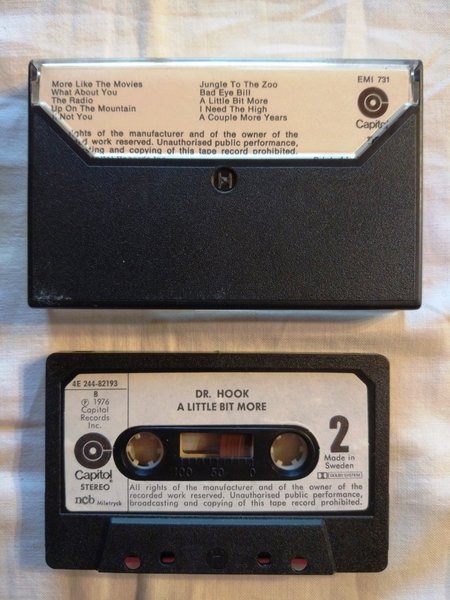 More Like The Movies
What About You
The Radio
Up On The Mountain
If Not You
Jungle To The Zoo
Bad Eye Bill
A Little Bit More
I Need The High
A Couple More Years
EMI 731
Capitol
rights of the manufacturer and of the owner of the
work reserved. Unauthorised public performance,
and copying of this tape record prohibited.
4E 244-82193
B
℗ 1976
Capitol
Records
Inc.
Capitol
STEREO
ncb Miletryck
DR. HOOK
A LITTLE BIT MORE
100 50 0
2
Made in
Sweden
DOLBY SYSTEM
All rights of the manufacturer and of the owner of the
recorded work reserved. Unauthorised public performance,
broadcasting and copying of this tape record prohibited.